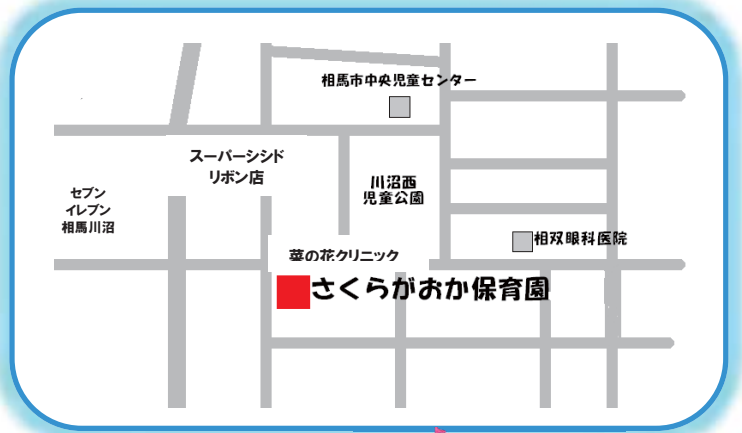 相馬市中央児童センター
スーパーシシド
リボン店
川沼西
児童公園
セブン
イレブン
相馬川沼
相双眼科医院
菜の花クリニック
さくらがおか保育園